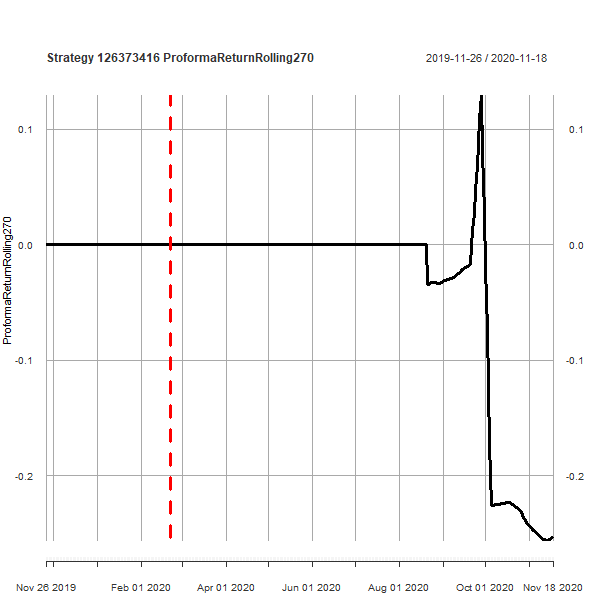 Strategy 126373416 ProformaReturnRolling270
2019-11-26 / 2020-11-18
0.1
0.1
0.0
0.0
-0.1
-0.1
-0.2
-0.2
ProformaReturnRolling270
Nov 26 2019
Feb 01 2020
Apr 01 2020
Jun 01 2020
Aug 01 2020
Oct 01 2020
Nov 18 2020